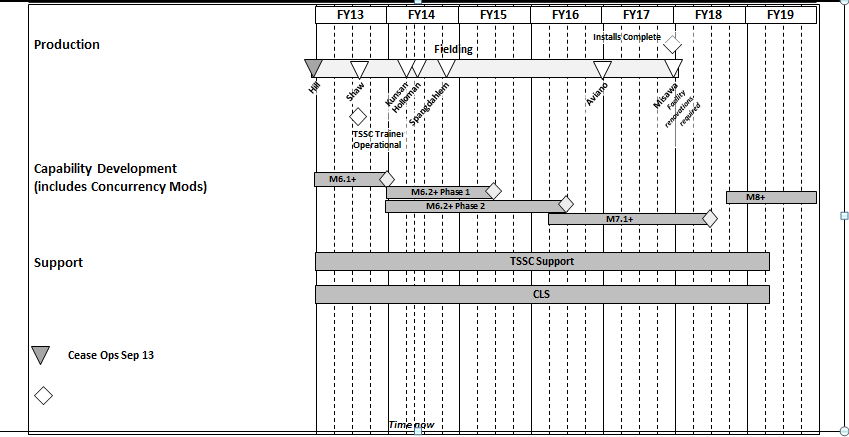 FY13 FY14 FY15 FY16 FY17 FY18 FY19
Production
Installs Complete
Fielding
Hill
Shaw
Kunsan
Holloman
Spangdahlem
Aviano
Misawa
Facility
renovations
required
TSSC Trainer
Operational
Capability Development
(includes Concurrency Mods)
M6.1+
M6.2+ Phase 1
M6.2+ Phase 2
M7.1+
M8+
Support
TSSC Support
CLS
Cease Ops Sep 13
Time now